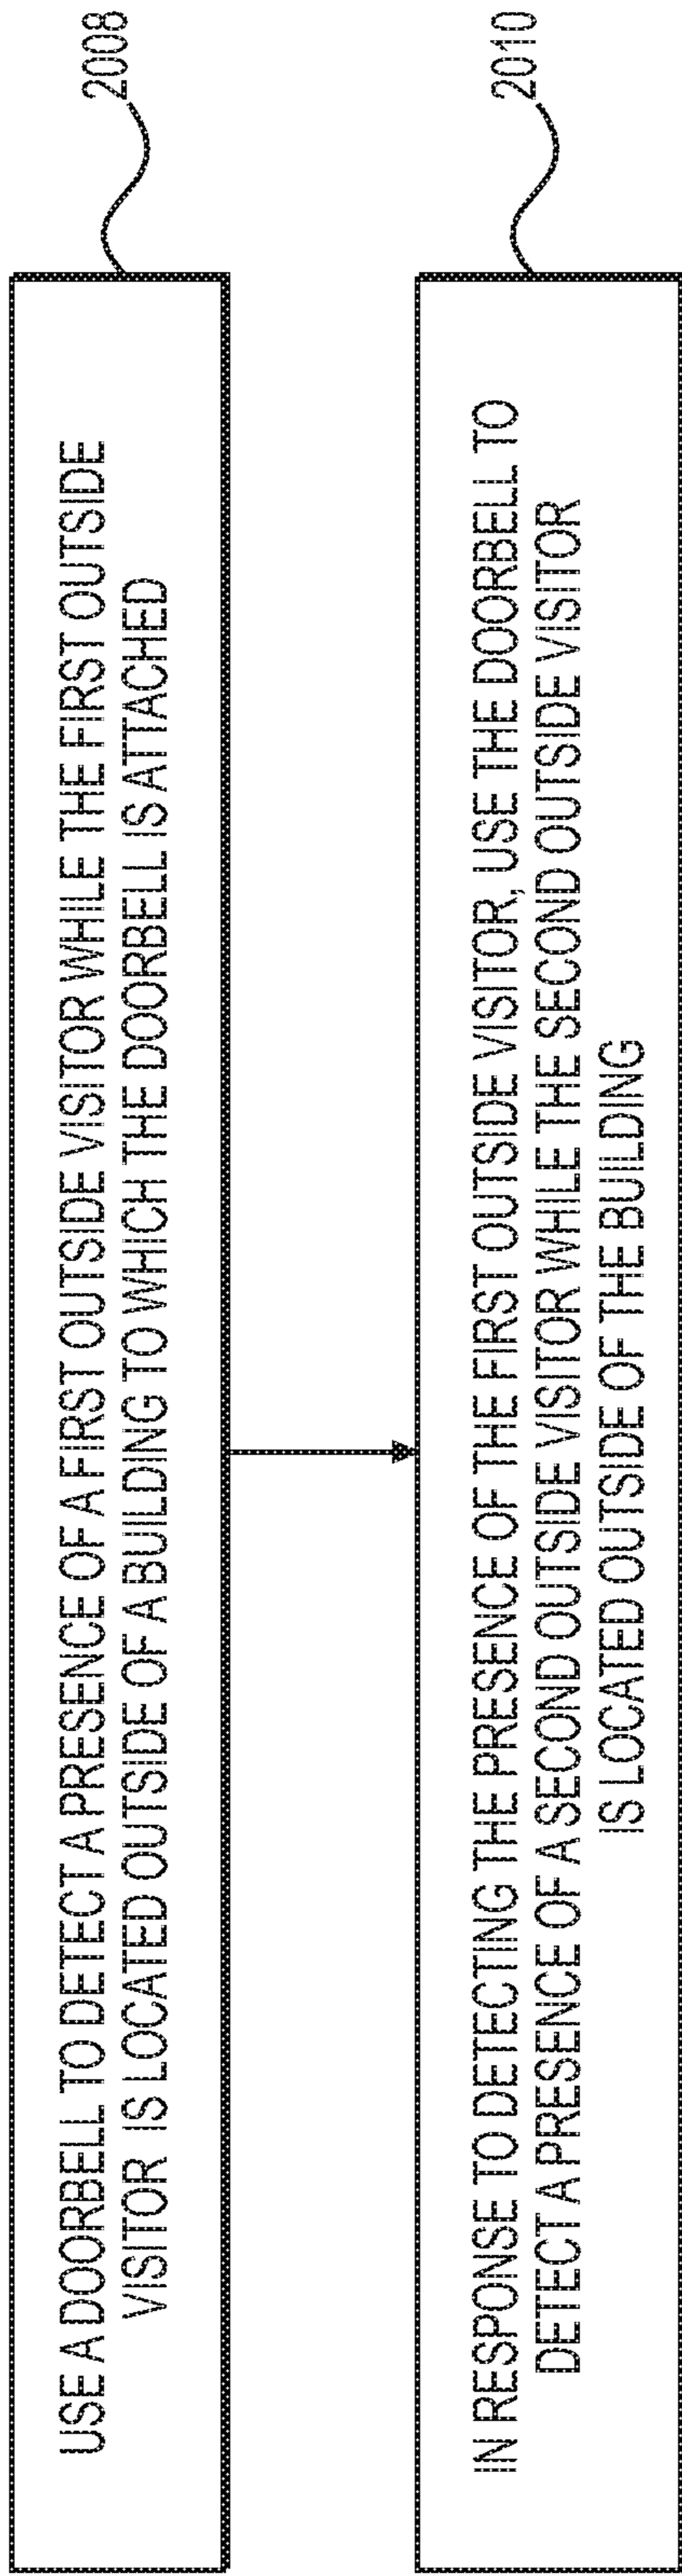 USE A DOORBELL TO DETECT A PRESENCE OF A FIRST OUTSIDE VISITOR WHILE THE FIRST OUTSIDE
VISITOR IS LOCATED OUTSIDE OF A BUILDING TO WHICH THE DOORBELL IS ATTACHED
2008
IN RESPONSE TO DETECTING THE PRESENCE OF THE FIRST OUTSIDE VISITOR, USE THE DOORBELL TO
DETECT A PRESENCE OF A SECOND OUTSIDE VISITOR WHILE THE SECOND OUTSIDE VISITOR
IS LOCATED OUTSIDE OF THE BUILDING
2010